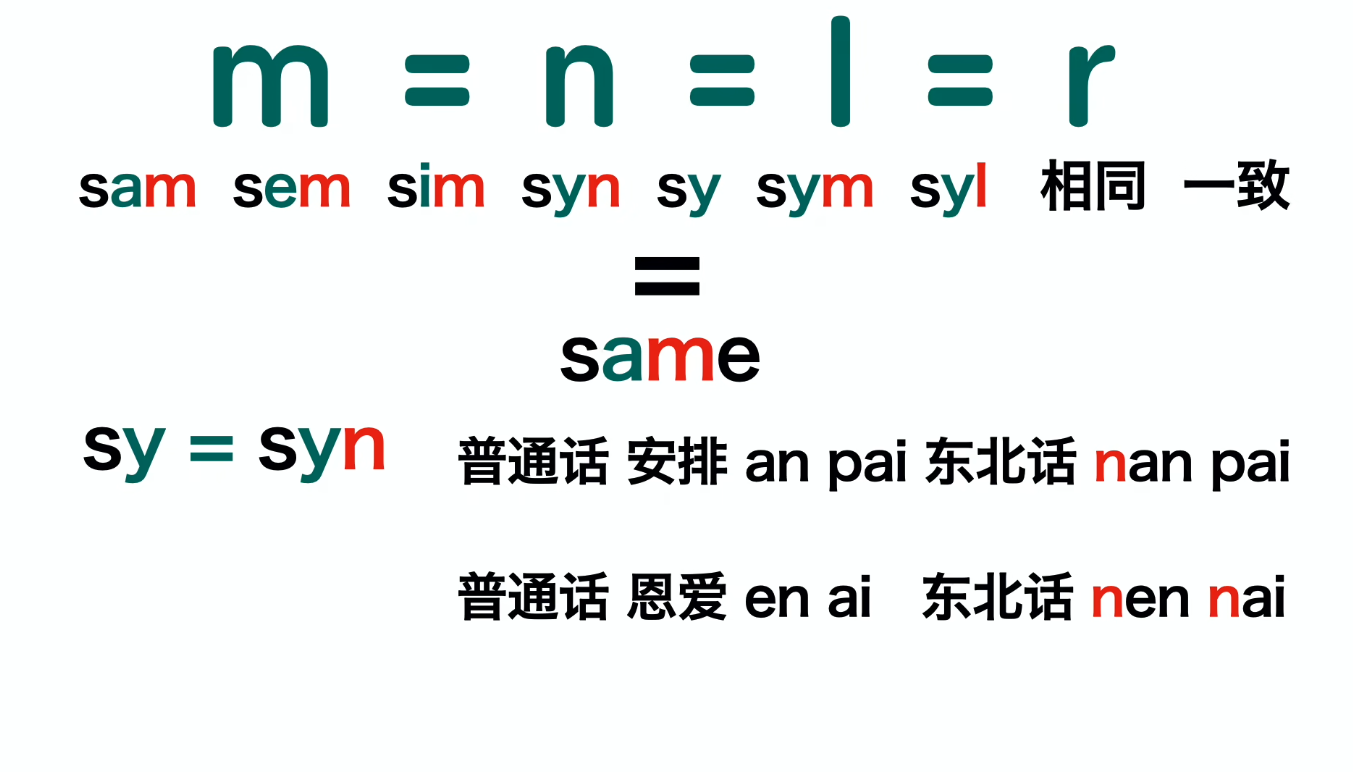 m = n = l = r
sam sem sim syn sy sym syl 相同 一致
=
same
sy = syn 普通话 安排 an pai 东北话 nan pai
普通话 恩爱 en ai 东北话 nen nai